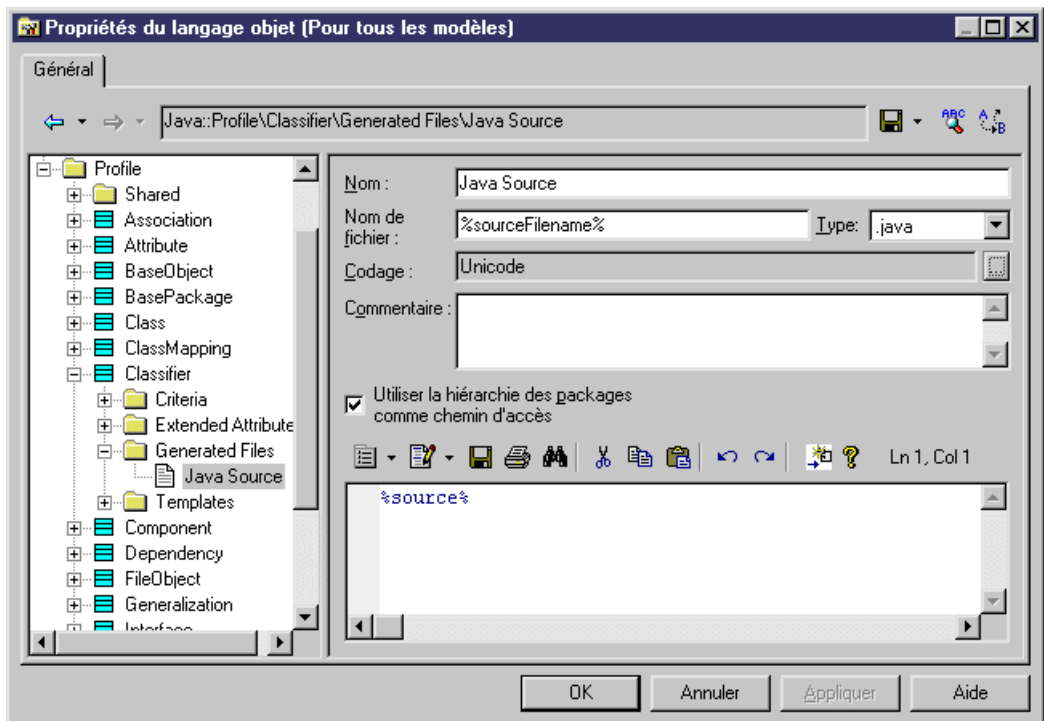 Propriétés du langage objet (Pour tous les modèles)
Général
Java::Profile\Classifier\Generated Files\Java Source
ABC
A
B
Profile
Shared
Association
Attribute
BaseObject
BasePackage
Class
ClassMapping
Classifier
Criteria
Extended Attribute
Generated Files
Java Source
Templates
Component
Dependency
FileObject
Generalization
Interface
Nom :
Java Source
Nom de
fichier :
%sourceFilename%
Type:
.java
Codage :
Unicode
Commentaire :
Utiliser la hiérarchie des packages
comme chemin d'accès
Ln 1, Col 1
%source%
OK
Annuler
Appliquer
Aide